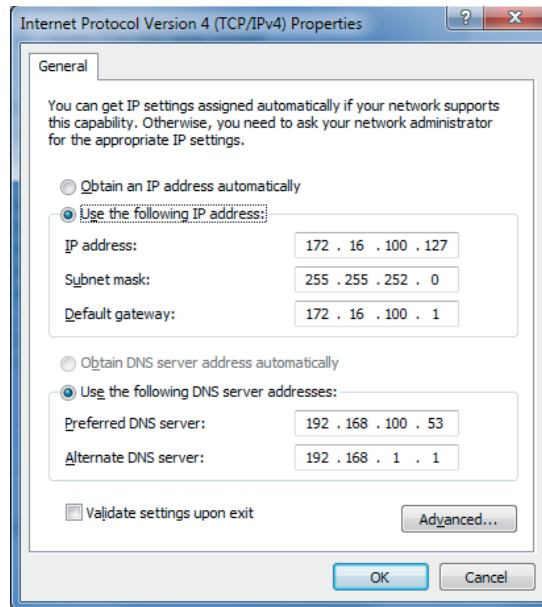 Internet Protocol Version 4 (TCP/IPv4) Properties
General
You can get IP settings assigned automatically if your network supports
this capability. Otherwise, you need to ask your network administrator
for the appropriate IP settings.
Obtain an IP address automatically
Use the following IP address:
IP address: 172 . 16 . 100 . 127
Subnet mask: 255 . 255 . 252 . 0
Default gateway: 172 . 16 . 100 . 1
Obtain DNS server address automatically
Use the following DNS server addresses:
Preferred DNS server: 192 . 168 . 100 . 53
Alternate DNS server: 192 . 168 . 1 . 1
Validate settings upon exit
Advanced...
OK Cancel